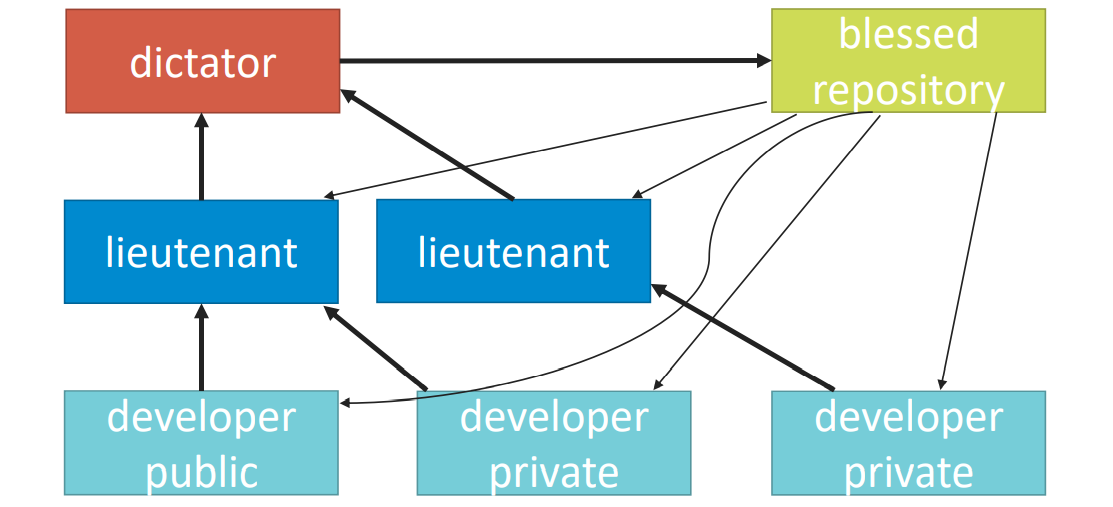 dictator
blessed
repository
lieutenant
lieutenant
developer
public
developer
private
developer
private